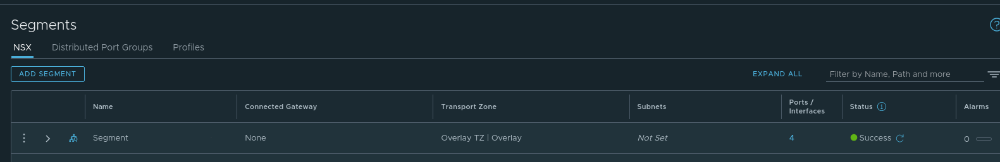 Segments
?
NSX Distributed Port Groups Profiles
ADD SEGMENT EXPAND ALL Filter by Name, Path and more
Name Connected Gateway Transport Zone Subnets Ports / Interfaces Status i Alarms
Segment None Overlay TZ | Overlay Not Set 4 Success 0